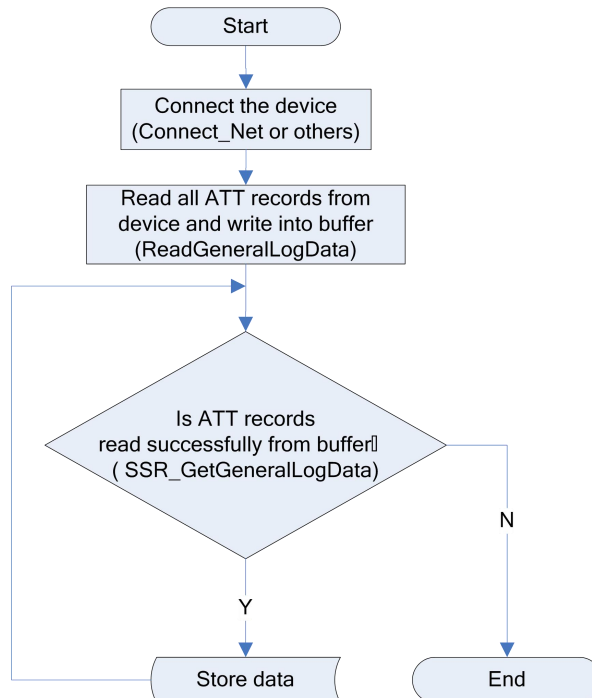 Start
Connect the device
(Connect_Net or others)
Read all ATT records from
device and write into buffer
(ReadGeneralLogData)
Is ATT records
read successfully from buffer▯
( SSR_GetGeneralLogData)
N
Y
Store data
End